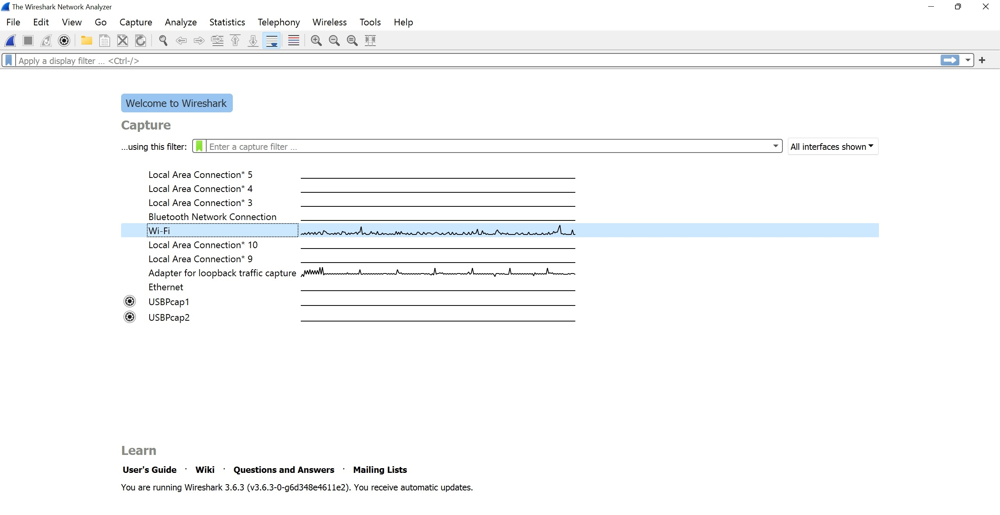 The Wireshark Network Analyzer
File Edit View Go Capture Analyze Statistics Telephony Wireless Tools Help
Apply a display filter ... <Ctrl-/>
Welcome to Wireshark
Capture
...using this filter: Enter a capture filter ... All interfaces shown
Local Area Connection* 5
Local Area Connection* 4
Local Area Connection* 3
Bluetooth Network Connection
Wi-Fi
Local Area Connection* 10
Local Area Connection* 9
Adapter for loopback traffic capture
Ethernet
USBPcap1
USBPcap2
Learn
User's Guide · Wiki · Questions and Answers · Mailing Lists
You are running Wireshark 3.6.3 (v3.6.3-0-g6d348e4611e2). You receive automatic updates.